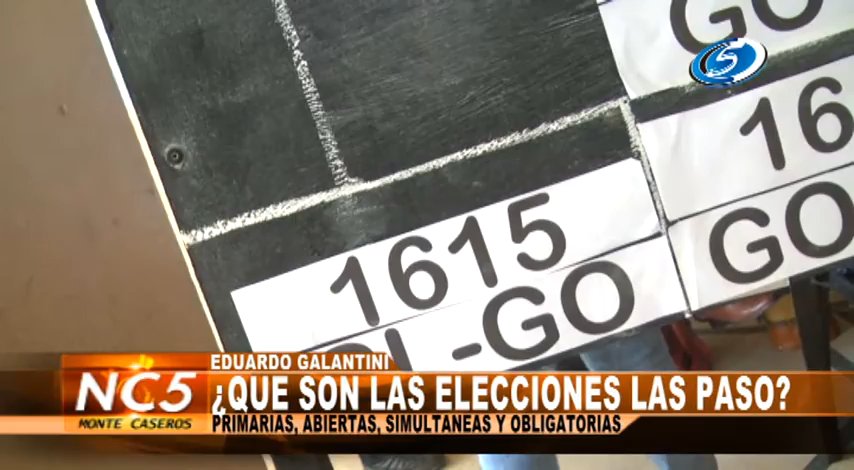 GO
S
16
1615
GO
-GO
EDUARDO GALANTINI
NC5
¿QUE SON LAS ELECCIONES LAS PASO?
MONTE CASEROS
PRIMARIAS, ABIERTAS, SIMULTANEAS Y OBLIGATORIAS